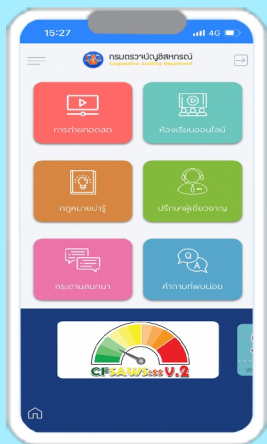 15:27
4G
กรมตรวจบัญชีสหกรณ์
Cooperative Auditing Department
การถ่ายทอดสด
ห้องเรียนออนไลน์
กฎหมายน่ารู้
ปรึกษาผู้เชี่ยวชาญ
กระดานสนทนา
Q
A
คำถามที่พบบ่อย
CFSAWS:ss V.2